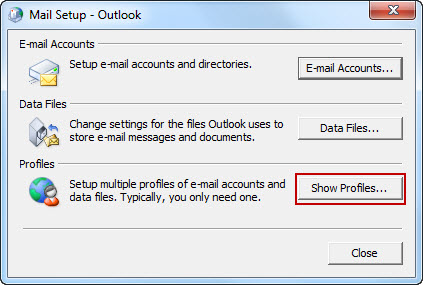 Mail Setup - Outlook
E-mail Accounts
Setup e-mail accounts and directories.
E-mail Accounts...
Data Files
Change settings for the files Outlook uses to
store e-mail messages and documents.
Data Files...
Profiles
Setup multiple profiles of e-mail accounts and
data files. Typically, you only need one.
Show Profiles...
Close